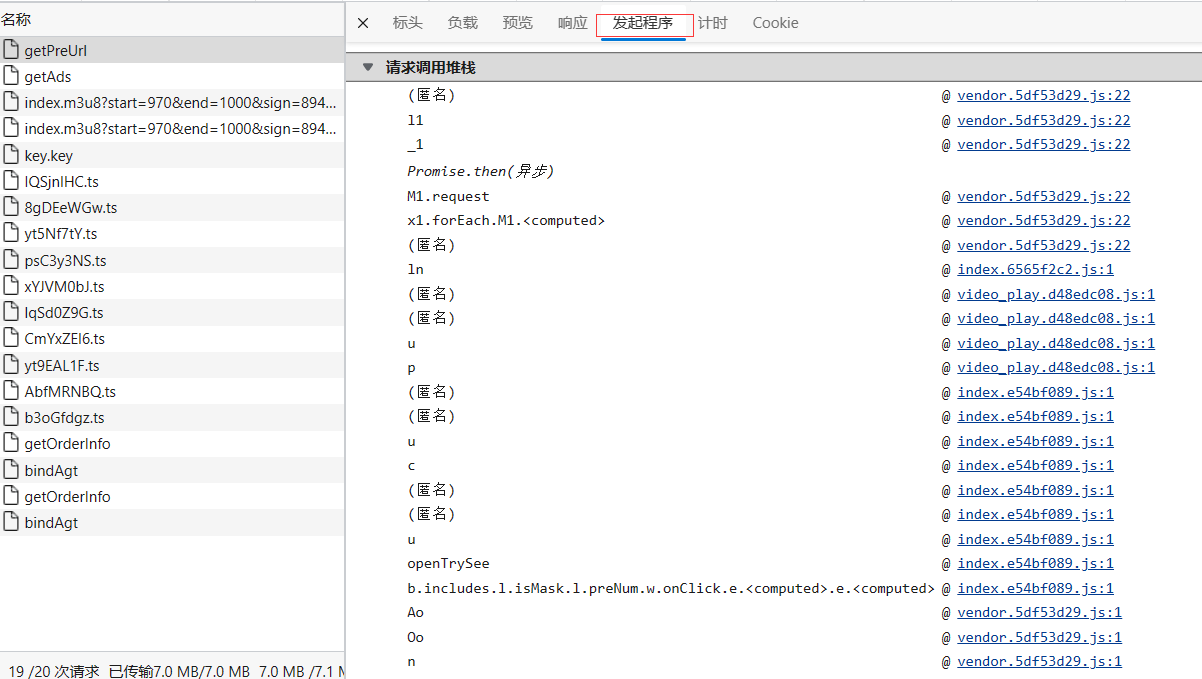 名称
getPreUrl
getAds
index.m3u8?start=970&end=1000&sign=894...
index.m3u8?start=970&end=1000&sign=894...
key.key
IQSjnIHC.ts
8gDEeWGw.ts
yt5Nf7tY.ts
psC3y3NS.ts
xYJVM0bJ.ts
IqSd0Z9G.ts
CmYxZEI6.ts
yt9EAL1F.ts
AbfMRNBQ.ts
b3oGfdgz.ts
getOrderInfo
bindAgt
getOrderInfo
bindAgt
19 /20 次请求 已传输7.0 MB/7.0 MB 7.0 MB /7.1 M
标头 负载 预览 响应 发起程序 计时 Cookie
请求调用堆栈
(匿名) @ vendor.5df53d29.js:22
l1 @ vendor.5df53d29.js:22
_1 @ vendor.5df53d29.js:22
Promise.then(异步)
M1.request @ vendor.5df53d29.js:22
x1.forEach.M1.<computed> @ vendor.5df53d29.js:22
(匿名) @ vendor.5df53d29.js:22
ln @ index.6565f2c2.js:1
(匿名) @ video_play.d48edc08.js:1
(匿名) @ video_play.d48edc08.js:1
u @ video_play.d48edc08.js:1
p @ video_play.d48edc08.js:1
(匿名) @ index.e54bf089.js:1
(匿名) @ index.e54bf089.js:1
u @ index.e54bf089.js:1
c @ index.e54bf089.js:1
(匿名) @ index.e54bf089.js:1
(匿名) @ index.e54bf089.js:1
u @ index.e54bf089.js:1
openTrySee @ index.e54bf089.js:1
b.includes.l.isMask.l.preNum.w.onClick.e.<computed>.e.<computed> @ index.e54bf089.js:1
Ao @ vendor.5df53d29.js:1
Oo @ vendor.5df53d29.js:1
n @ vendor.5df53d29.js:1